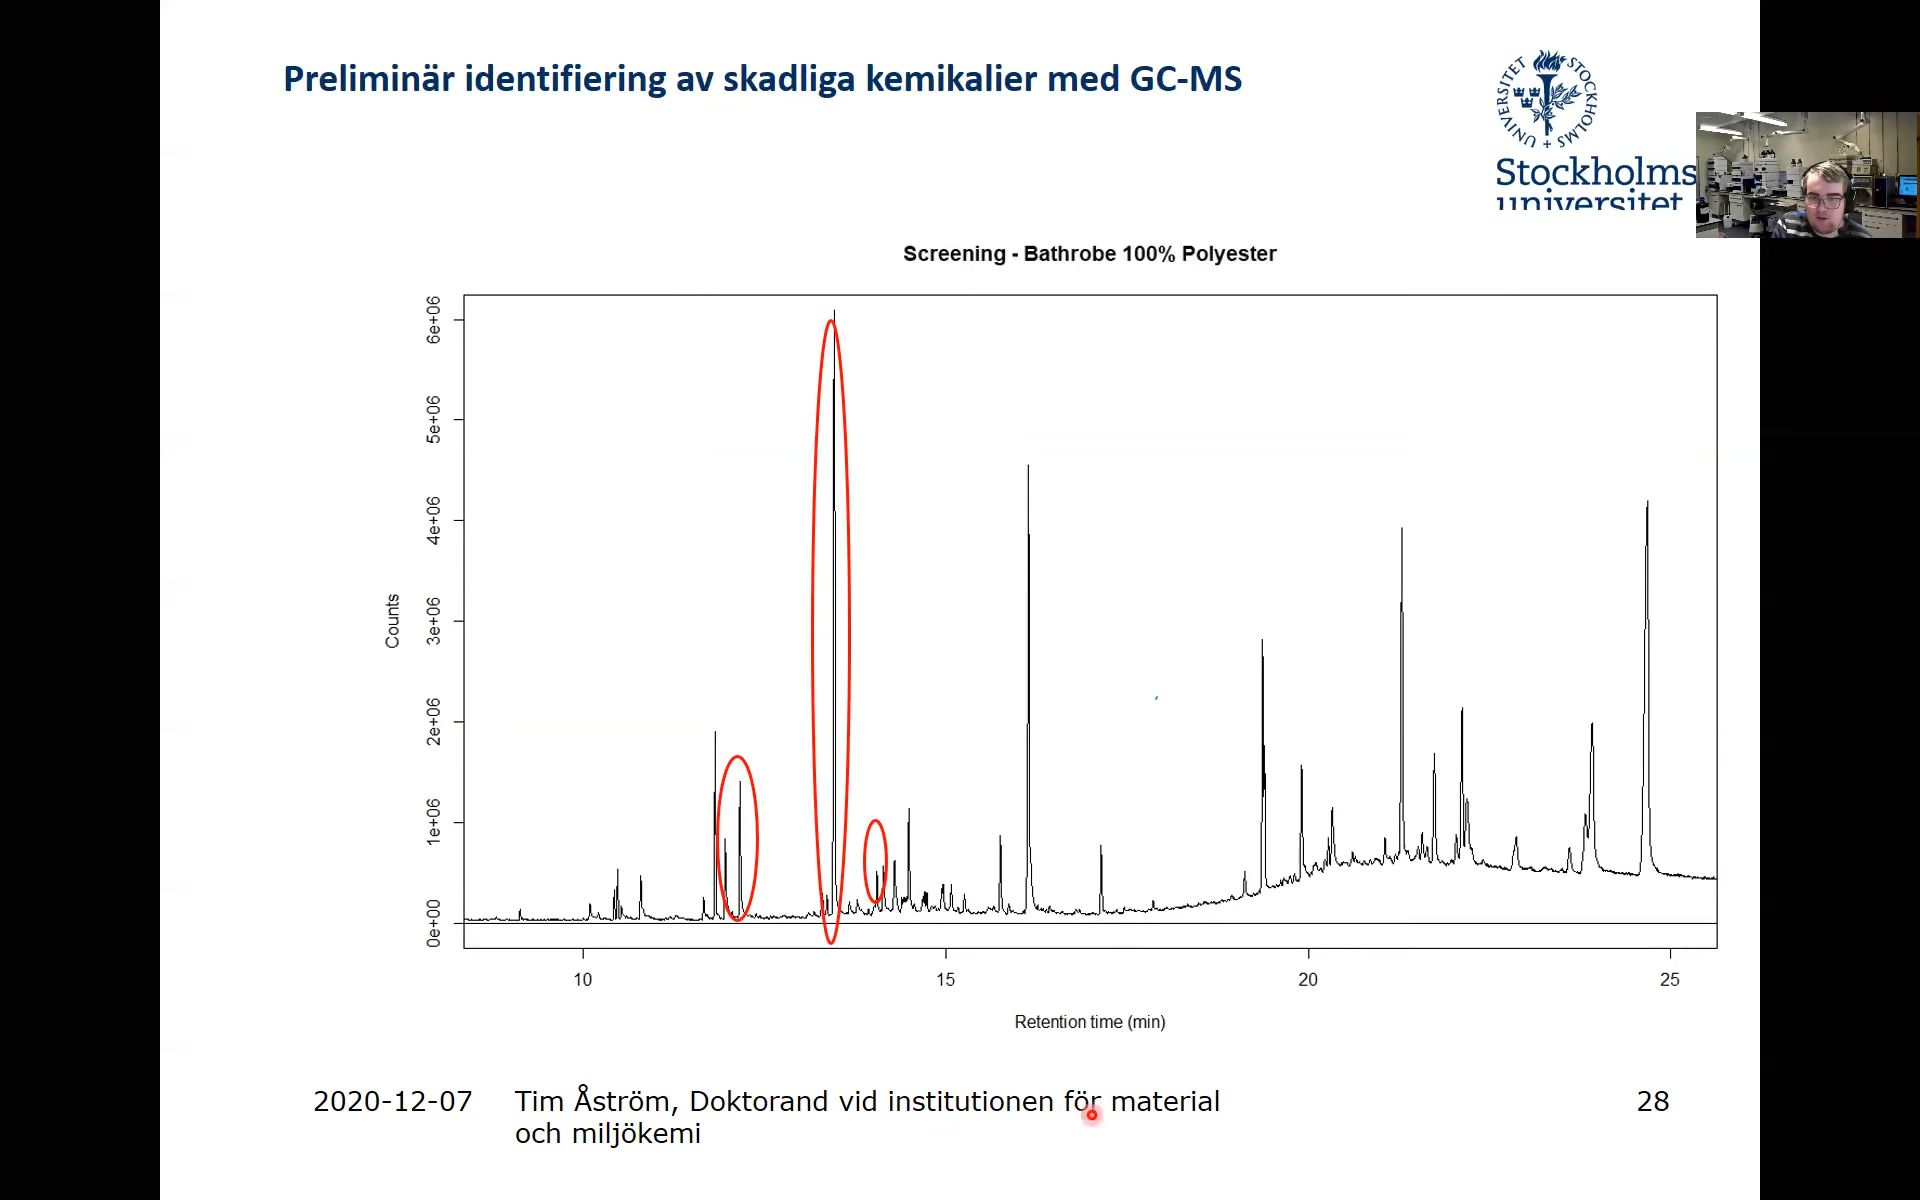 Preliminär identifiering av skadliga kemikalier med GC-MS
STOCKHOLMS UNIVERSITET
Stockholms
universitet
Screening - Bathrobe 100% Polyester
6e+06
5e+06
4e+06
3e+06
2e+06
1e+06
0e+00
Counts
10 15 20 25
Retention time (min)
2020-12-07 Tim Åström, Doktorand vid institutionen för material
och miljökemi
28